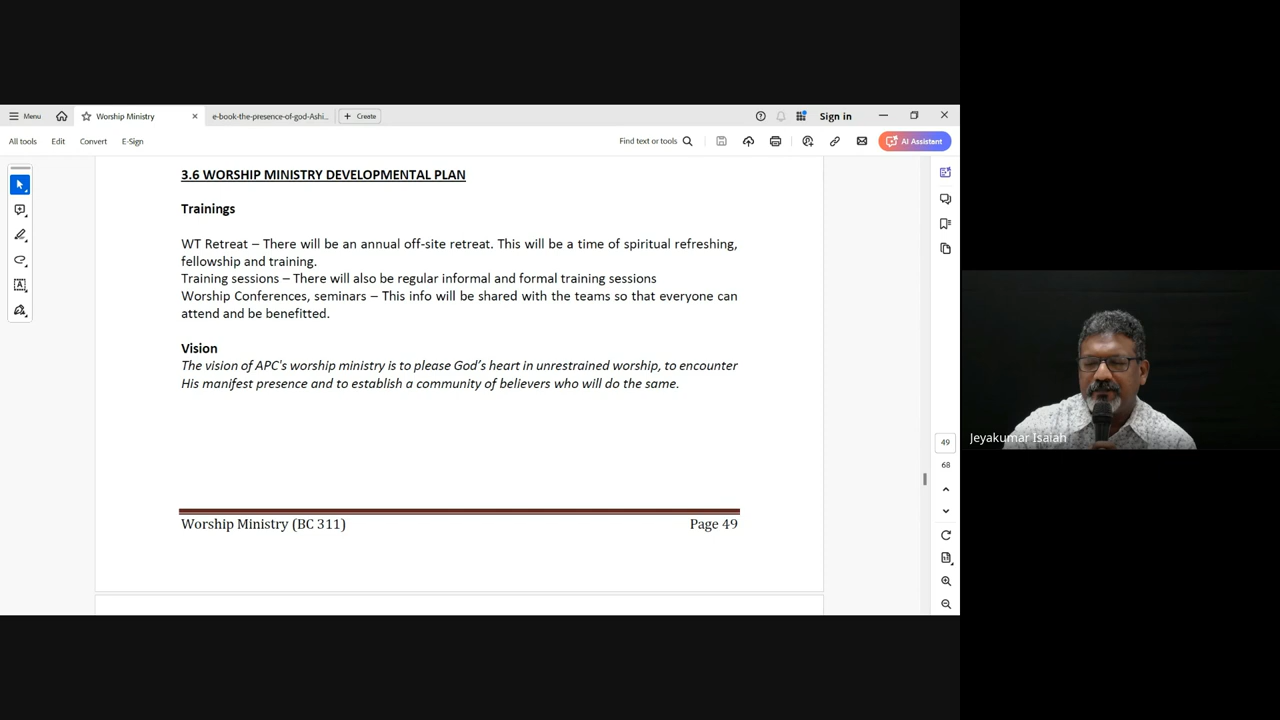 Menu
Worship Ministry
e-book-the-presence-of-god-Ashi...
Create
Sign in
All tools
Edit
Convert
E-Sign
Find text or tools
AI Assistant
3.6 WORSHIP MINISTRY DEVELOPMENTAL PLAN
Trainings
WT Retreat – There will be an annual off-site retreat. This will be a time of spiritual refreshing,
fellowship and training.
Training sessions – There will also be regular informal and formal training sessions
Worship Conferences, seminars – This info will be shared with the teams so that everyone can
attend and be benefitted.
Vision
The vision of APC's worship ministry is to please God’s heart in unrestrained worship, to encounter
His manifest presence and to establish a community of believers who will do the same.
Worship Ministry (BC 311)
Page 49
49
68
Jeyakumar Isaiah